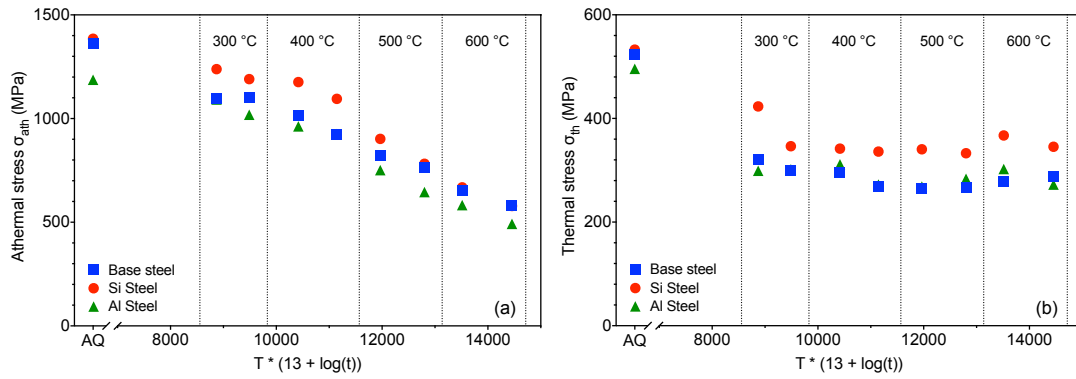 1500
1000
500
0
Athermal stress σath (MPa)
300 °C
400 °C
500 °C
600 °C
Base steel
Si Steel
Al Steel
(a)
AQ
8000
10000
12000
14000
T * (13 + log(t))
600
400
200
0
Thermal stress σth (MPa)
300 °C
400 °C
500 °C
600 °C
Base steel
Si Steel
Al Steel
(b)
AQ
8000
10000
12000
14000
T * (13 + log(t))